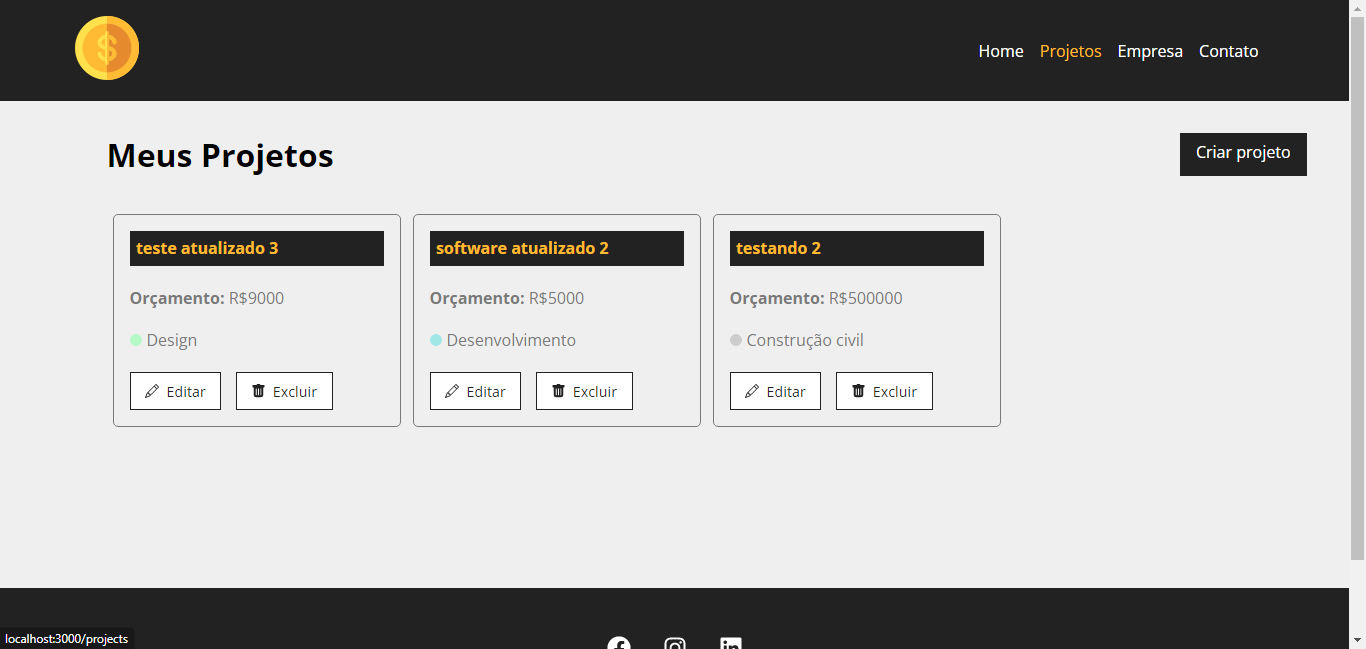 $
Home Projetos Empresa Contato
Meus Projetos
Criar projeto
teste atualizado 3
Orçamento: R$9000
Design
Editar Excluir
software atualizado 2
Orçamento: R$5000
Desenvolvimento
Editar Excluir
testando 2
Orçamento: R$500000
Construção civil
Editar Excluir
in
localhost:3000/projects